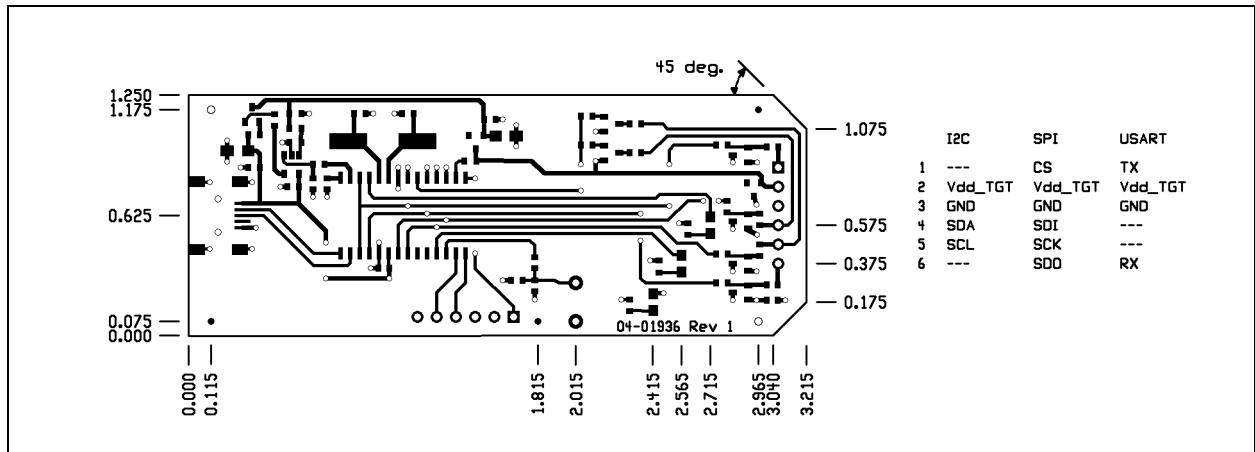 45 deg.
1.250
1.175
0.625
0.075
0.000
1.075
0.575
0.375
0.175
I2C SPI USART
1 --- CS TX
2 Vdd_TGT Vdd_TGT Vdd_TGT
3 GND GND GND
4 SDA SDI ---
5 SCL SCK ---
6 --- SDO RX
04-01936 Rev 1
0.000
0.115
1.815
2.015
2.415
2.565
2.715
2.965
3.040
3.215